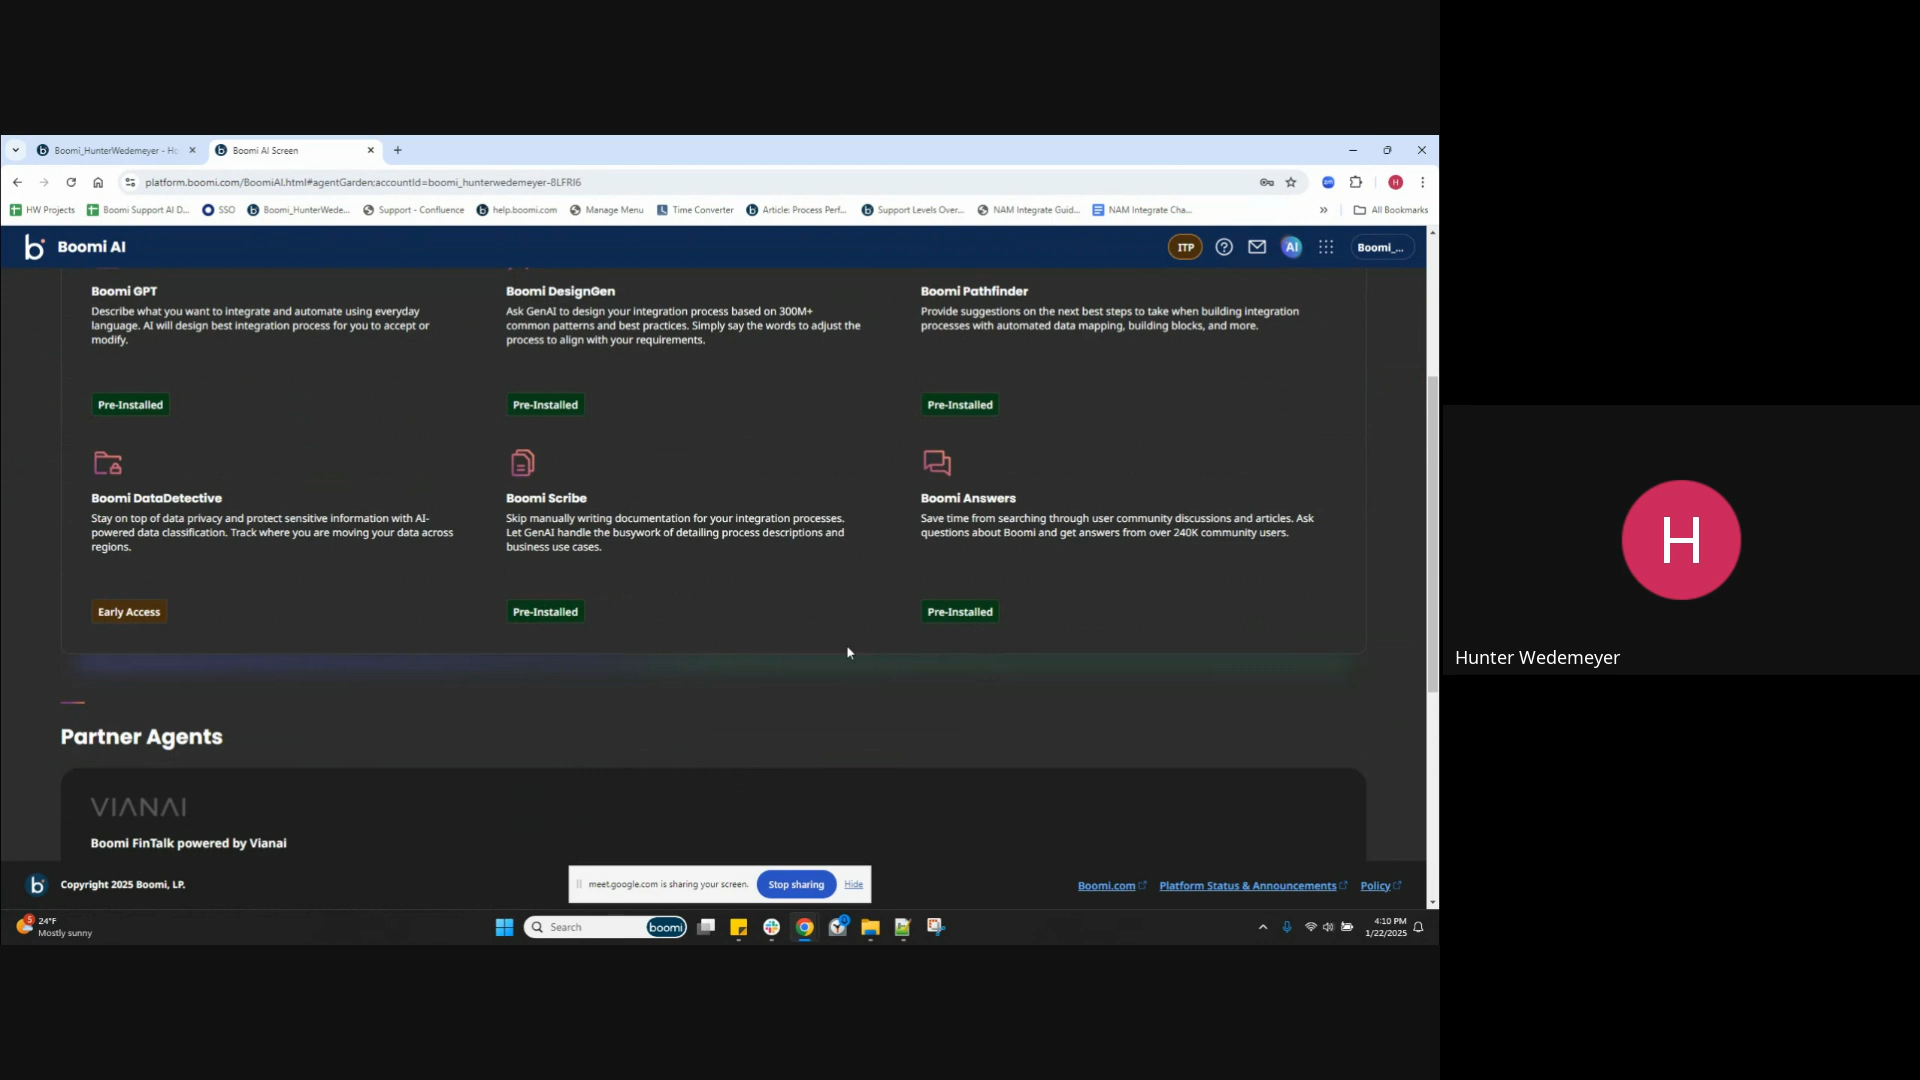 Boomi_HunterWedemeyer - Ho
Boomi AI Screen
platform.boomi.com/BoomiAI.html#agentGarden;accountId=boomi_hunterwedemeyer-8LFRI6
H
HW Projects
Boomi Support AI D...
SSO
Boomi_HunterWede...
Support - Confluence
help.boomi.com
Manage Menu
Time Converter
Article: Process Perf...
Support Levels Over...
NAM Integrate Guid...
NAM Integrate Cha...
All Bookmarks
b Boomi AI
ITP
AI
Boomi_...
Boomi GPT
Describe what you want to integrate and automate using everyday
language. AI will design best integration process for you to accept or
modify.
Pre-Installed
Boomi DesignGen
Ask GenAI to design your integration process based on 300M+
common patterns and best practices. Simply say the words to adjust the
process to align with your requirements.
Pre-Installed
Boomi Pathfinder
Provide suggestions on the next best steps to take when building integration
processes with automated data mapping, building blocks, and more.
Pre-Installed
Boomi DataDetective
Stay on top of data privacy and protect sensitive information with AI-
powered data classification. Track where you are moving your data across
regions.
Early Access
Boomi Scribe
Skip manually writing documentation for your integration processes.
Let GenAI handle the busywork of detailing process descriptions and
business use cases.
Pre-Installed
Boomi Answers
Save time from searching through user community discussions and articles. Ask
questions about Boomi and get answers from over 240K community users.
Pre-Installed
Partner Agents
VIANAI
Boomi FinTalk powered by Vianai
b Copyright 2025 Boomi, LP.
meet.google.com is sharing your screen.
Stop sharing
Hide
Boomi.com
Platform Status & Announcements
Policy
5
24°F
Mostly sunny
Search
boomi
4:10 PM
1/22/2025
H
Hunter Wedemeyer